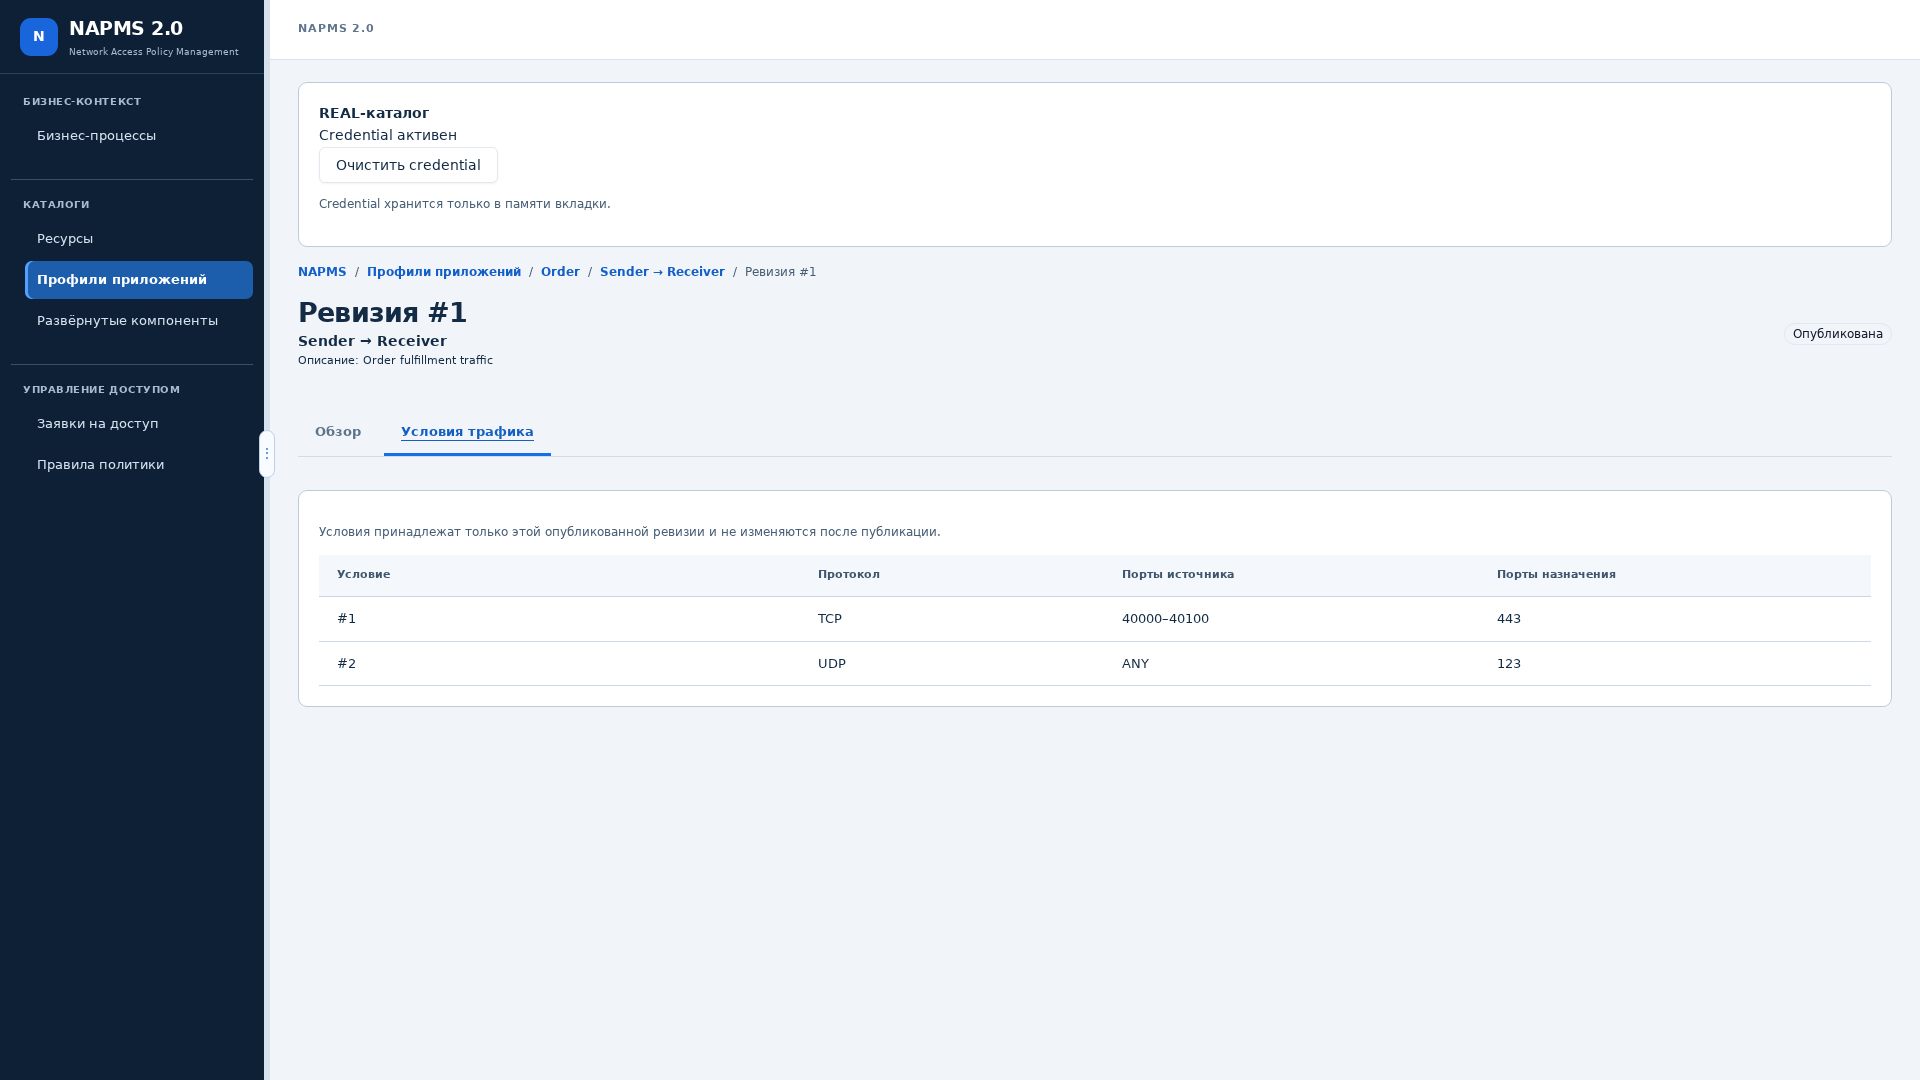 N
NAPMS 2.0
Network Access Policy Management
БИЗНЕС-КОНТЕКСТ
Бизнес-процессы
КАТАЛОГИ
Ресурсы
Профили приложений
Развёрнутые компоненты
УПРАВЛЕНИЕ ДОСТУПОМ
Заявки на доступ
Правила политики
NAPMS 2.0
REAL-каталог
Credential активен
Очистить credential
Credential хранится только в памяти вкладки.
NAPMS / Профили приложений / Order / Sender → Receiver / Ревизия #1
Ревизия #1
Sender → Receiver
Описание: Order fulfillment traffic
Опубликована
Обзор Условия трафика
Условия принадлежат только этой опубликованной ревизии и не изменяются после публикации.
Условие Протокол Порты источника Порты назначения
#1 TCP 40000–40100 443
#2 UDP ANY 123